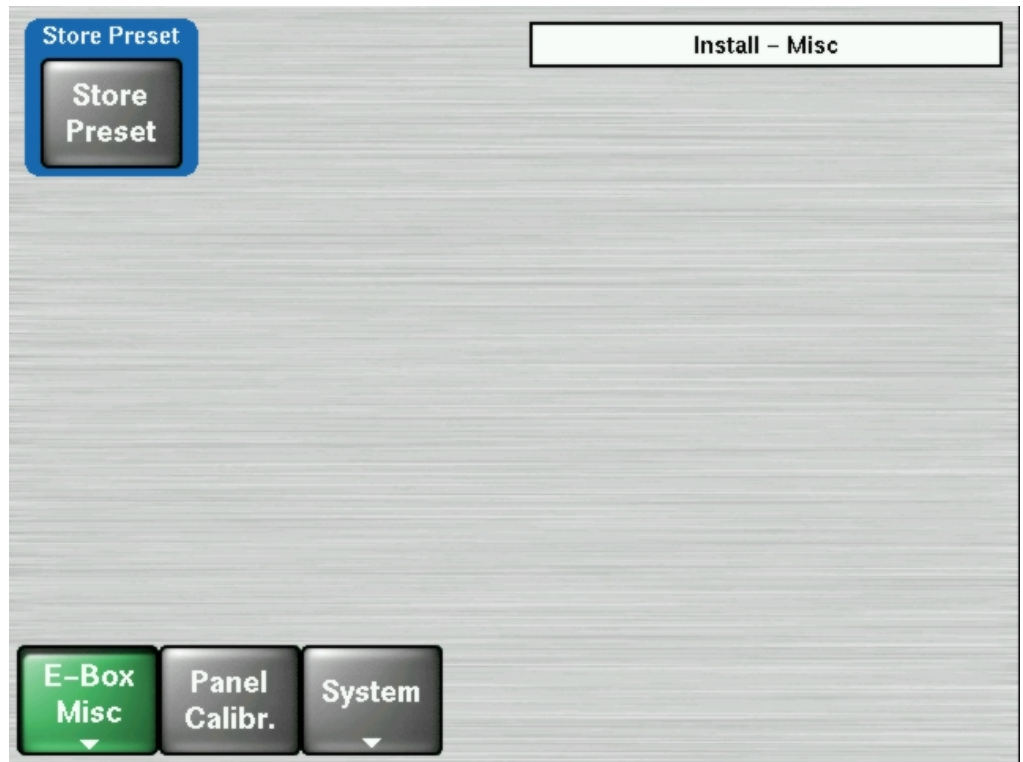 Store Preset
Install – Misc
Store
Preset
E–Box
Misc
Panel
Calibr.
System